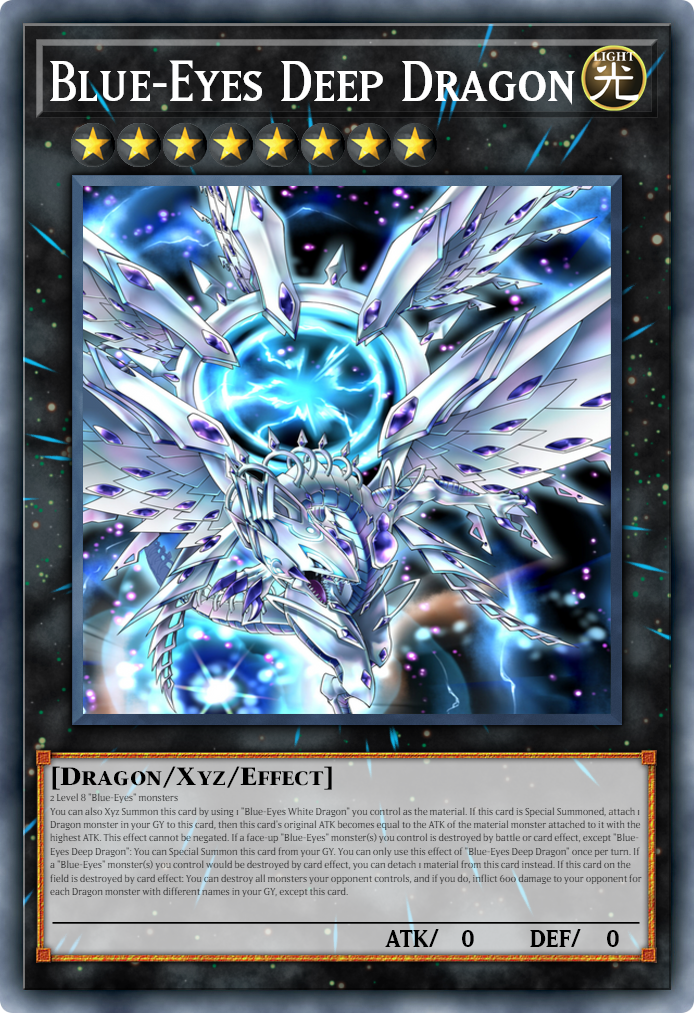 Blue-Eyes Deep Dragon
LIGHT
光
[Dragon/Xyz/Effect]
2 Level 8 "Blue-Eyes" monsters
You can also Xyz Summon this card by using 1 "Blue-Eyes White Dragon" you control as the material. If this card is Special Summoned, attach 1
Dragon monster in your GY to this card, then this card's original ATK becomes equal to the ATK of the material monster attached to it with the
highest ATK. This effect cannot be negated. If a face-up "Blue-Eyes" monster(s) you control is destroyed by battle or card effect, except "Blue-
Eyes Deep Dragon": You can Special Summon this card from your GY. You can only use this effect of "Blue-Eyes Deep Dragon" once per turn. If
a "Blue-Eyes" monster(s) you control would be destroyed by card effect, you can detach 1 material from this card instead. If this card on the
field is destroyed by card effect: You can destroy all monsters your opponent controls, and if you do, inflict 600 damage to your opponent for
each Dragon monster with different names in your GY, except this card.
ATK/ 0 DEF/ 0